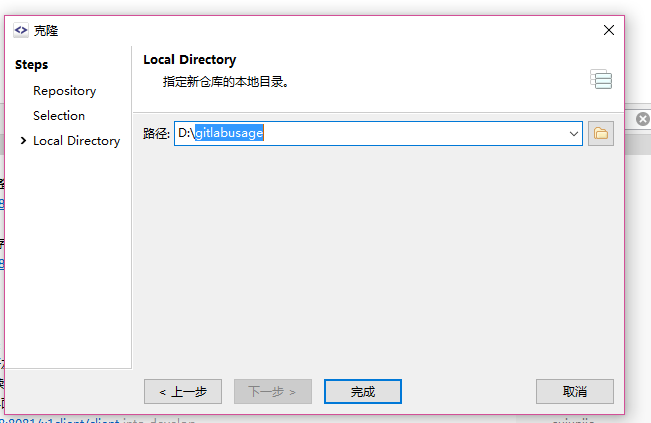 克隆
Steps
Repository
Selection
Local Directory
Local Directory
指定新仓库的本地目录。
路径: D:\gitlabusage
< 上一步
下一步 >
完成
取消